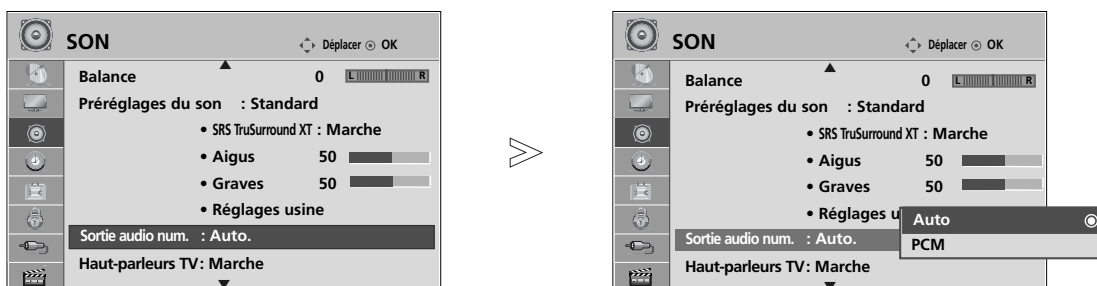 SON
Déplacer OK
Balance 0 L R
Préréglages du son : Standard
• SRS TruSurround XT : Marche
• Aigus 50
• Graves 50
• Réglages usine
Sortie audio num. : Auto.
Haut-parleurs TV : Marche
SON
Déplacer OK
Balance 0 L R
Préréglages du son : Standard
• SRS TruSurround XT : Marche
• Aigus 50
• Graves 50
• Réglages u
Auto
Sortie audio num. : Auto.
PCM
Haut-parleurs TV : Marche